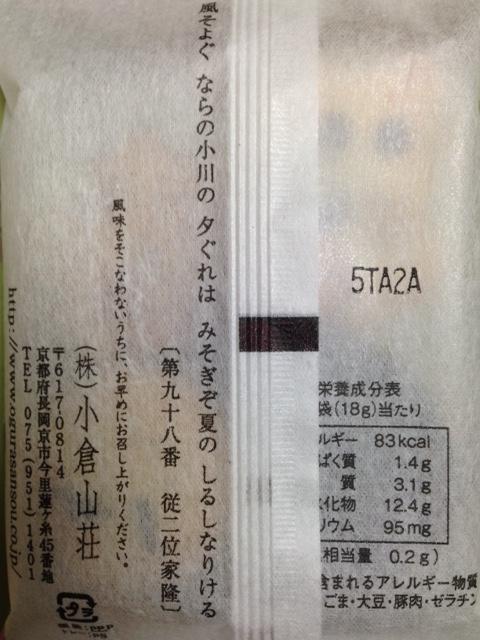 風そよぐ ならの小川の 夕ぐれは みそぎぞ夏の しるしなりける
〔第九十八番 従二位家隆〕
風味をそこなわないうちに、お早めにお召し上がりください。
(株)小倉山荘
〒617-0814
京都府長岡京市今里蓮ケ糸45番地
TEL 075(951)1401
http://www.ogurasansou.co.jp/
5TA2A
栄養成分表
袋(18g)当たり
ルギー 83kcal
ぱく質 1.4g
質 3.1g
水化物 12.4g
リウム 95mg
相当量 0.2g)
含まれるアレルギー物質
ごま・大豆・豚肉・ゼラチン
プラ